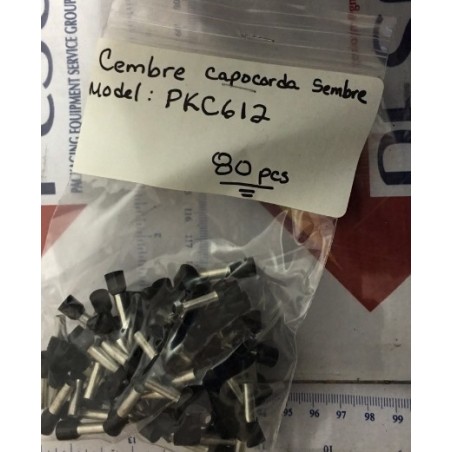 Cembre capocorda Sembre
Model: PKC612
80 pcs
PACKAGING EQUIPMENT SERVICE GROUP
95 96 97 98 99